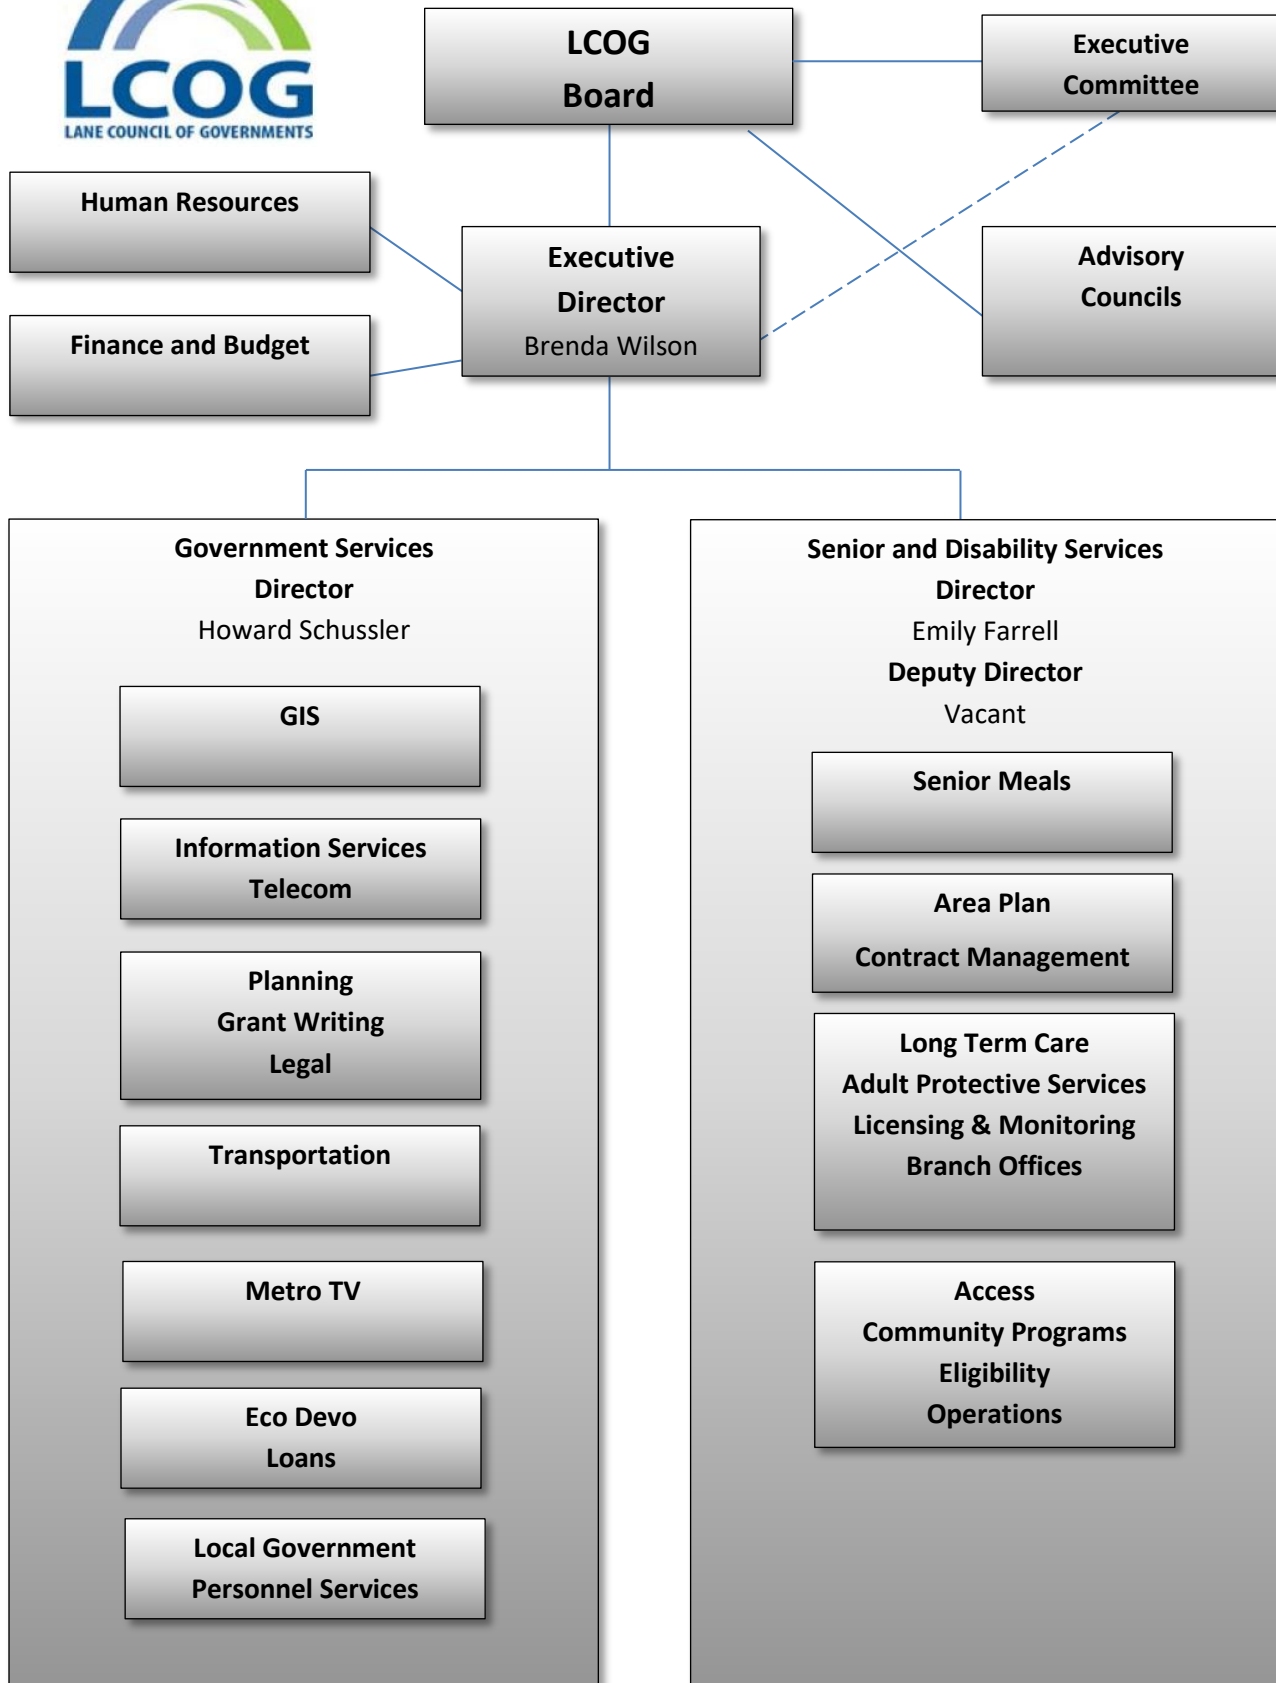 LCOG
LANE COUNCIL OF GOVERNMENTS
LCOG
Board
Executive
Committee
Human Resources
Executive
Director
Brenda Wilson
Advisory
Councils
Finance and Budget
Government Services
Director
Howard Schussler
GIS
Information Services
Telecom
Planning
Grant Writing
Legal
Transportation
Metro TV
Eco Devo
Loans
Local Government
Personnel Services
Senior and Disability Services
Director
Emily Farrell
Deputy Director
Vacant
Senior Meals
Area Plan
Contract Management
Long Term Care
Adult Protective Services
Licensing & Monitoring
Branch Offices
Access
Community Programs
Eligibility
Operations